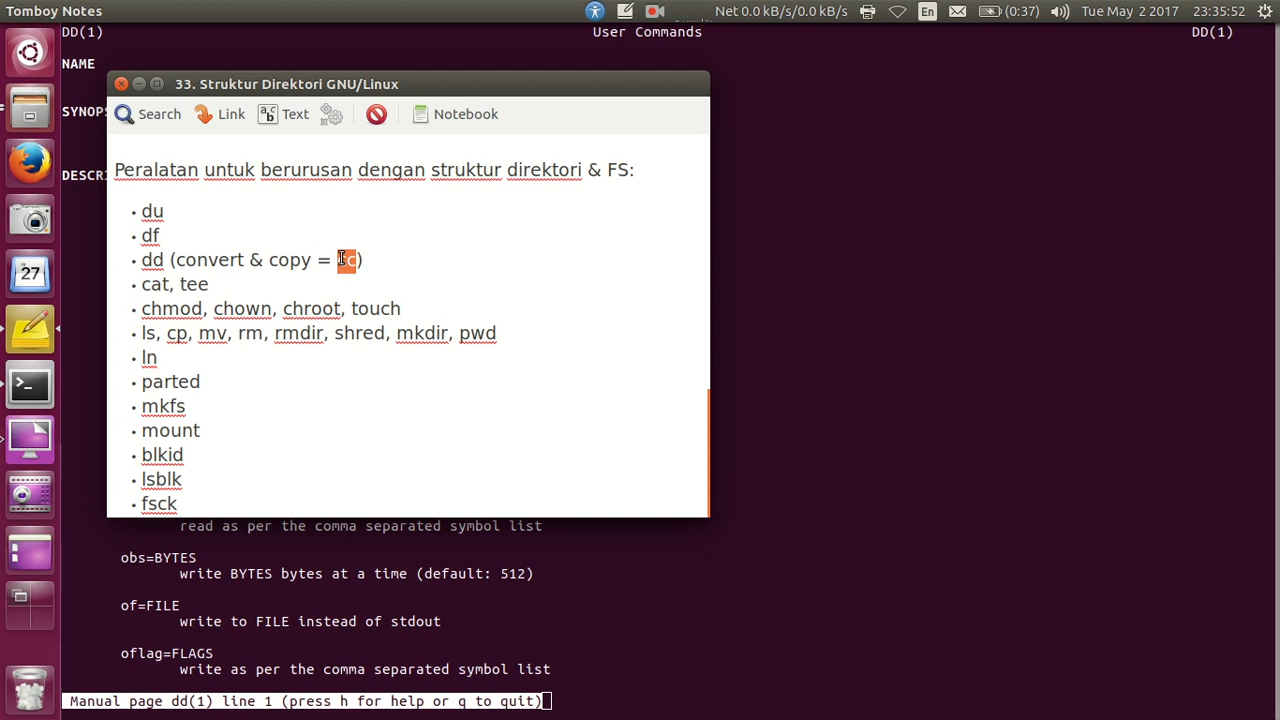 Tomboy Notes
Net 0.0 kB/s/0.0 kB/s
En
(0:37)
Tue May 2 2017
23:35:52
DD(1)
User Commands
DD(1)
NAME
33. Struktur Direktori GNU/Linux
SYNOPS
Search
Link
Text
Notebook
Peralatan untuk berurusan dengan struktur direktori & FS:
DESCRI
• du
• df
• dd (convert & copy = )
• cat, tee
• chmod, chown, chroot, touch
• ls, cp, mv, rm, rmdir, shred, mkdir, pwd
27
• ln
• parted
• mkfs
• mount
• blkid
• lsblk
• fsck
read as per the comma separated symbol list
obs=BYTES
write BYTES bytes at a time (default: 512)
of=FILE
write to FILE instead of stdout
oflag=FLAGS
write as per the comma separated symbol list
Manual page dd(1) line 1 (press h for help or q to quit)